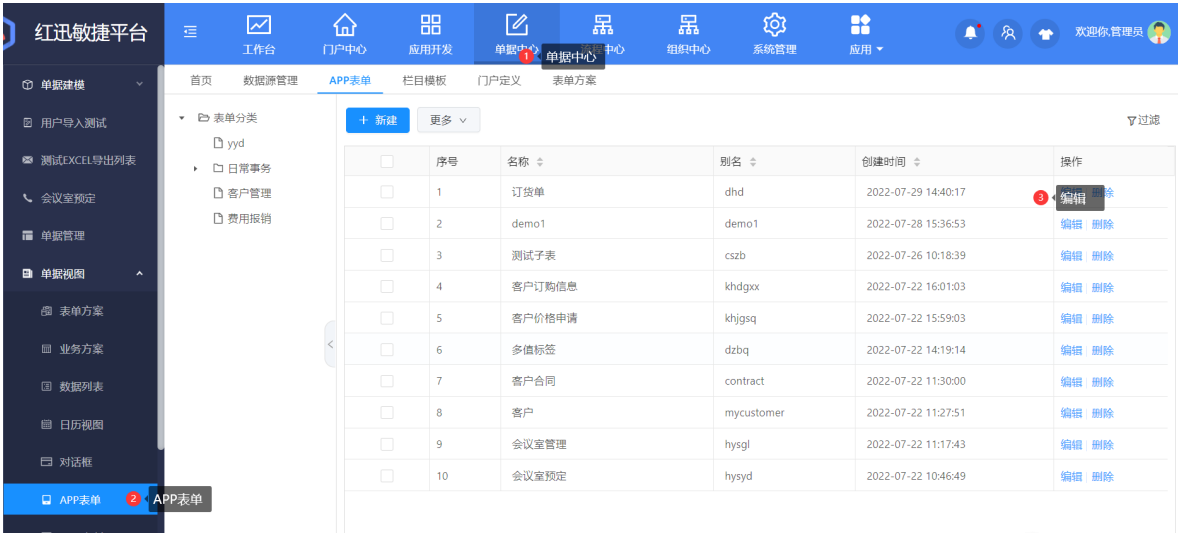 红迅敏捷平台
工作台 门户中心 应用开发 单据中心 流程中心 组织中心 系统管理 应用
欢迎你,管理员
1 单据中心
首页 数据源管理 APP表单 栏目模板 门户定义 表单方案
单据建模
用户导入测试
测试EXCEL导出列表
会议室预定
单据管理
单据视图
表单方案
业务方案
数据列表
日历视图
对话框
APP表单 2 APP表单
表单分类
yyd
日常事务
客户管理
费用报销
+ 新建 更多 过滤
序号 名称 别名 创建时间 操作
1 订货单 dhd 2022-07-29 14:40:17 3 编辑 删除
2 demo1 demo1 2022-07-28 15:36:53 编辑 删除
3 测试子表 cszb 2022-07-26 10:18:39 编辑 删除
4 客户订购信息 khdgxx 2022-07-22 16:01:03 编辑 删除
5 客户价格申请 khjgsq 2022-07-22 15:59:03 编辑 删除
6 多值标签 dzbq 2022-07-22 14:19:14 编辑 删除
7 客户合同 contract 2022-07-22 11:30:00 编辑 删除
8 客户 mycustomer 2022-07-22 11:27:51 编辑 删除
9 会议室管理 hysgl 2022-07-22 11:17:43 编辑 删除
10 会议室预定 hysyd 2022-07-22 10:46:49 编辑 删除